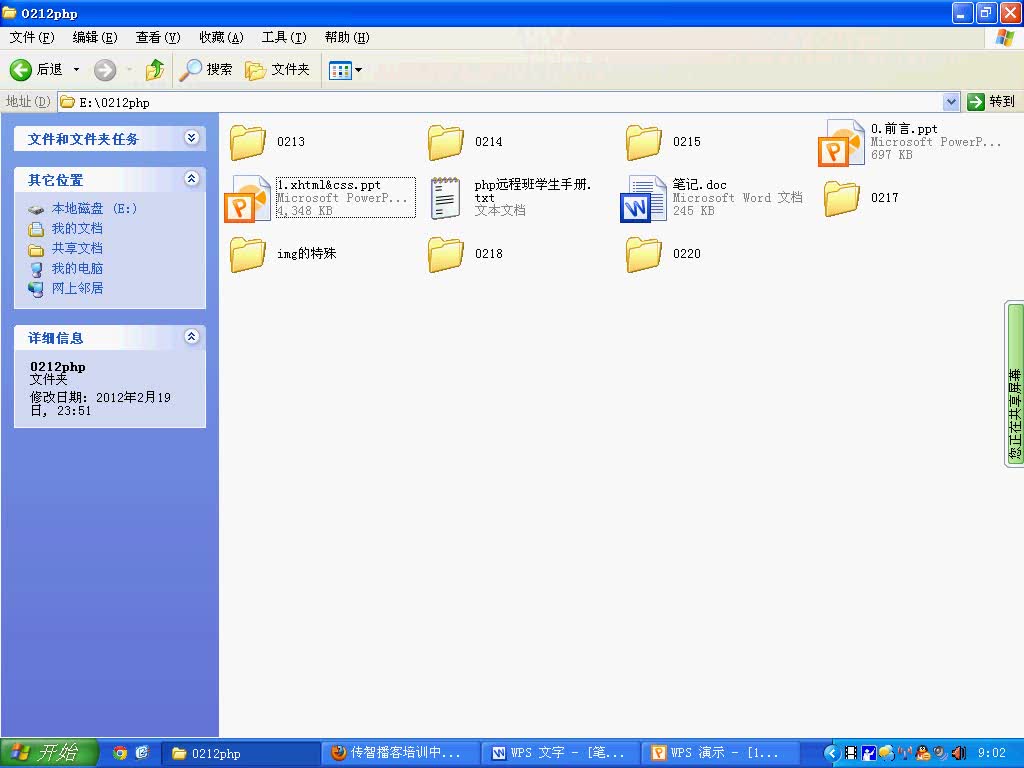 0212php
文件(F) 编辑(E) 查看(V) 收藏(A) 工具(T) 帮助(H)
后退 搜索 文件夹
地址(D) E:\0212php 转到
文件和文件夹任务
其它位置
本地磁盘 (E:)
我的文档
共享文档
我的电脑
网上邻居
详细信息
0212php
文件夹
修改日期: 2012年2月19
日, 23:51
0213
0214
0215
0.前言.ppt
Microsoft PowerP...
697 KB
1.xhtml&css.ppt
Microsoft PowerP...
4,348 KB
php远程班学生手册.
txt
文本文档
笔记.doc
Microsoft Word 文档
245 KB
0217
img的特殊
0218
0220
您正在共享屏幕
开始 0212php 传智播客培训中... WPS 文字 - [笔... WPS 演示 - [1... 9:02